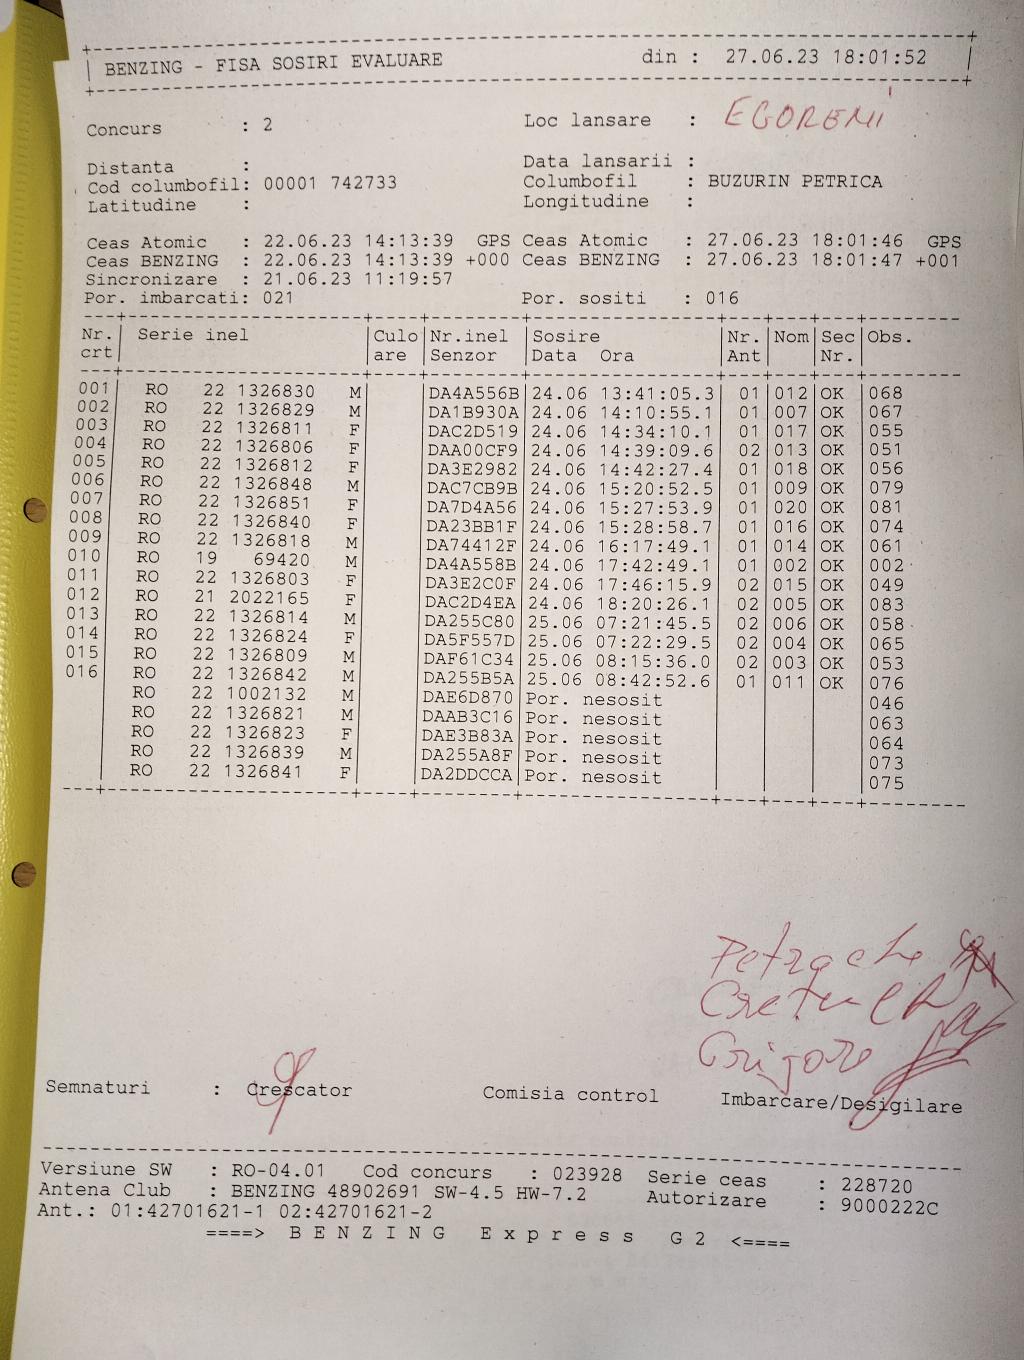 BENZING - FISA SOSIRI EVALUARE din : 27.06.23 18:01:52
Concurs : 2 Loc lansare : EGOREMI
Distanta : Data lansarii :
Cod columbofil: 00001 742733 Columbofil : BUZURIN PETRICA
Latitudine : Longitudine :
Ceas Atomic : 22.06.23 14:13:39 GPS Ceas Atomic : 27.06.23 18:01:46 GPS
Ceas BENZING : 22.06.23 14:13:39 +000 Ceas BENZING : 27.06.23 18:01:47 +001
Sincronizare : 21.06.23 11:19:57
Por. imbarcati: 021 Por. sositi : 016
Nr. Serie inel Culo Nr.inel Sosire Nr. Nom Sec Obs.
crt are Senzor Data Ora Ant Nr.
001 RO 22 1326830 M DA4A556B 24.06 13:41:05.3 01 012 OK 068
002 RO 22 1326829 M DA1B930A 24.06 14:10:55.1 01 007 OK 067
003 RO 22 1326811 F DAC2D519 24.06 14:34:10.1 01 017 OK 055
004 RO 22 1326806 F DAA00CF9 24.06 14:39:09.6 02 013 OK 051
005 RO 22 1326812 F DA3E2982 24.06 14:42:27.4 01 018 OK 056
006 RO 22 1326848 M DAC7CB9B 24.06 15:20:52.5 01 009 OK 079
007 RO 22 1326851 F DA7D4A56 24.06 15:27:53.9 01 020 OK 081
008 RO 22 1326840 F DA23BB1F 24.06 15:28:58.7 01 016 OK 074
009 RO 22 1326818 M DA74412F 24.06 16:17:49.1 01 014 OK 061
010 RO 19 69420 M DA4A558B 24.06 17:42:49.1 01 002 OK 002
011 RO 22 1326803 F DA3E2C0F 24.06 17:46:15.9 02 015 OK 049
012 RO 21 2022165 F DAC2D4EA 24.06 18:20:26.1 02 005 OK 083
013 RO 22 1326814 M DA255C80 25.06 07:21:45.5 02 006 OK 058
014 RO 22 1326824 F DA5F557D 25.06 07:22:29.5 02 004 OK 065
015 RO 22 1326809 M DAF61C34 25.06 08:15:36.0 02 003 OK 053
016 RO 22 1326842 M DA255B5A 25.06 08:42:52.6 01 011 OK 076
RO 22 1002132 M DAE6D870 Por. nesosit 046
RO 22 1326821 M DAAB3C16 Por. nesosit 063
RO 22 1326823 F DAE3B83A Por. nesosit 064
RO 22 1326839 M DA255A8F Por. nesosit 073
RO 22 1326841 F DA2DDCCA Por. nesosit 075
Petrache
Cretu
Grigore
Semnaturi : Crescator Comisia control Imbarcare/Desigilare
Versiune SW : RO-04.01 Cod concurs : 023928 Serie ceas : 228720
Antena Club : BENZING 48902691 SW-4.5 HW-7.2 Autorizare : 9000222C
Ant.: 01:42701621-1 02:42701621-2
====> B E N Z I N G E x p r e s s G 2 <====